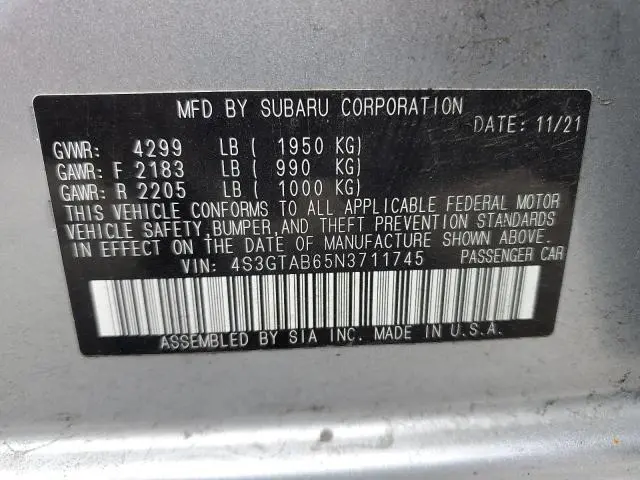 MFD BY SUBARU CORPORATION
DATE: 11/21
GVWR: 4299 LB ( 1950 KG)
GAWR: F 2183 LB ( 990 KG)
GAWR: R 2205 LB ( 1000 KG)
THIS VEHICLE CONFORMS TO ALL APPLICABLE FEDERAL MOTOR
VEHICLE SAFETY, BUMPER, AND THEFT PREVENTION STANDARDS
IN EFFECT ON THE DATE OF MANUFACTURE SHOWN ABOVE.
VIN: 4S3GTAB65N3711745 PASSENGER CAR
ASSEMBLED BY SIA INC. MADE IN U.S.A.